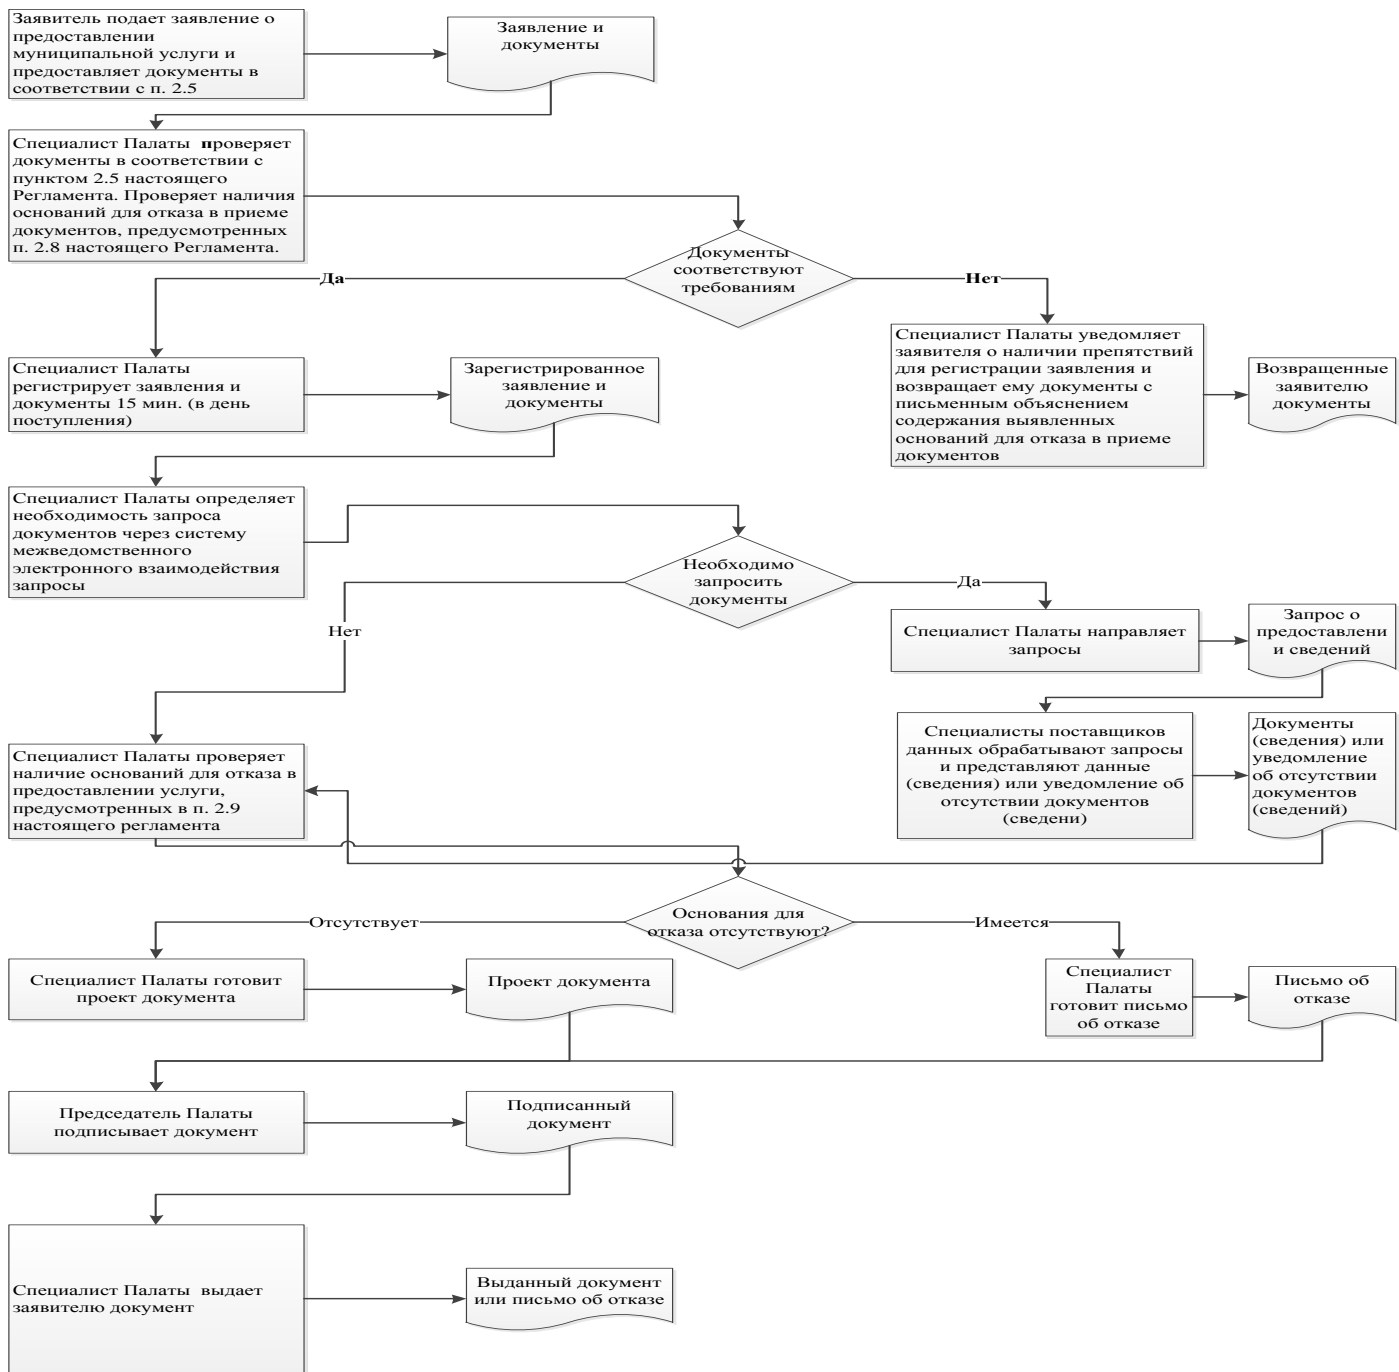 Заявитель подает заявление о
предоставлении
муниципальной услуги и
предоставляет документы в
соответствии с п. 2.5
Заявление и
документы
Специалист Палаты проверяет
документы в соответствии с
пунктом 2.5 настоящего
Регламента. Проверяет наличия
оснований для отказа в приеме
документов, предусмотренных
п. 2.8 настоящего Регламента.
Документы
соответствуют
требованиям
Да
Нет
Специалист Палаты
регистрирует заявления и
документы 15 мин. (в день
поступления)
Зарегистрированное
заявление и
документы
Специалист Палаты уведомляет
заявителя о наличии препятствий
для регистрации заявления и
возвращает ему документы с
письменным объяснением
содержания выявленных
оснований для отказа в приеме
документов
Возвращенные
заявителю
документы
Специалист Палаты определяет
необходимость запроса
документов через систему
межведомственного
электронного взаимодействия
запросы
Необходимо
запросить
документы
Да
Нет
Специалист Палаты направляет
запросы
Запрос о
предоставлени
и сведений
Специалисты поставщиков
данных обрабатывают запросы
и представляют данные
(сведения) или уведомление об
отсутствии документов
(сведени)
Документы
(сведения) или
уведомление
об отсутствии
документов
(сведений)
Специалист Палаты проверяет
наличие оснований для отказа в
предоставлении услуги,
предусмотренных в п. 2.9
настоящего регламента
Основания для
отказа отсутствуют?
Отсутствует
Имеется
Специалист Палаты готовит
проект документа
Проект документа
Специалист
Палаты
готовит письмо
об отказе
Письмо об
отказе
Председатель Палаты
подписывает документ
Подписанный
документ
Специалист Палаты выдает
заявителю документ
Выданный документ
или письмо об отказе